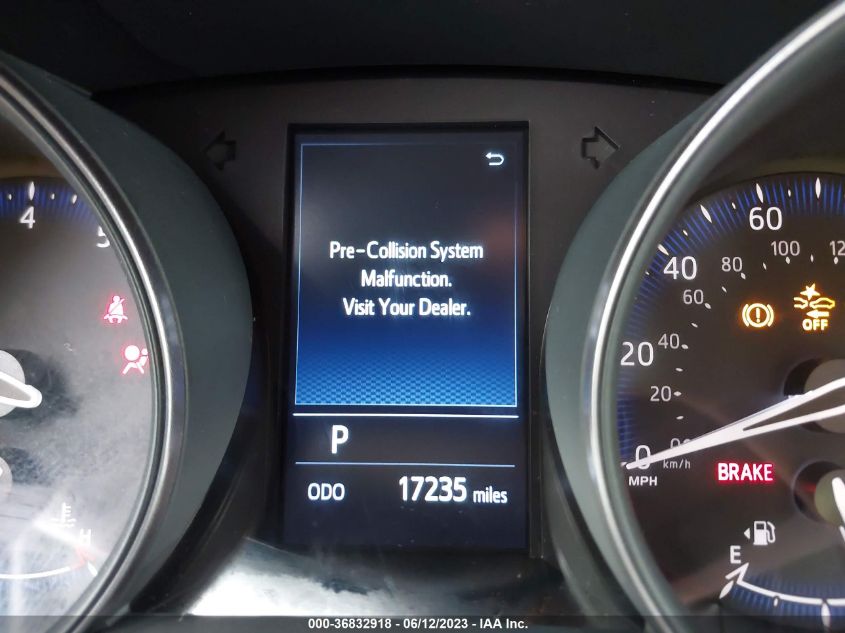 Pre-Collision System
Malfunction.
Visit Your Dealer.
P
ODO 17235 miles
4
5
H
60
40
20
0
MPH
100
80
60
40
20
km/h
OFF
BRAKE
E
000-36832918 - 06/12/2023 - IAA Inc.